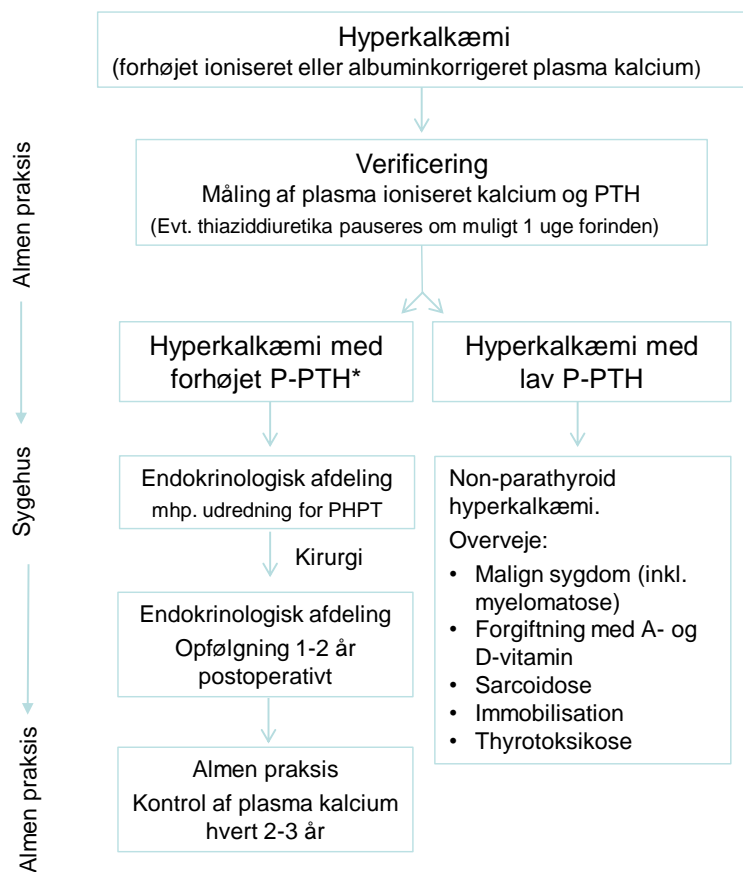 Hyperkalkæmi
(forhøjet ioniseret eller albuminkorrigeret plasma kalcium)
Almen praksis
Verificering
Måling af plasma ioniseret kalcium og PTH
(Evt. thiaziddiuretika pauseres om muligt 1 uge forinden)
Hyperkalkæmi med
forhøjet P-PTH*
Hyperkalkæmi med
lav P-PTH
Sygehus
Endokrinologisk afdeling
mhp. udredning for PHPT
Kirurgi
Endokrinologisk afdeling
Opfølgning 1-2 år
postoperativt
Non-parathyroid
hyperkalkæmi.
Overveje:
• Malign sygdom (inkl.
myelomatose)
• Forgiftning med A- og
D-vitamin
• Sarcoidose
• Immobilisation
• Thyrotoksikose
Almen praksis
Almen praksis
Kontrol af plasma kalcium
hvert 2-3 år